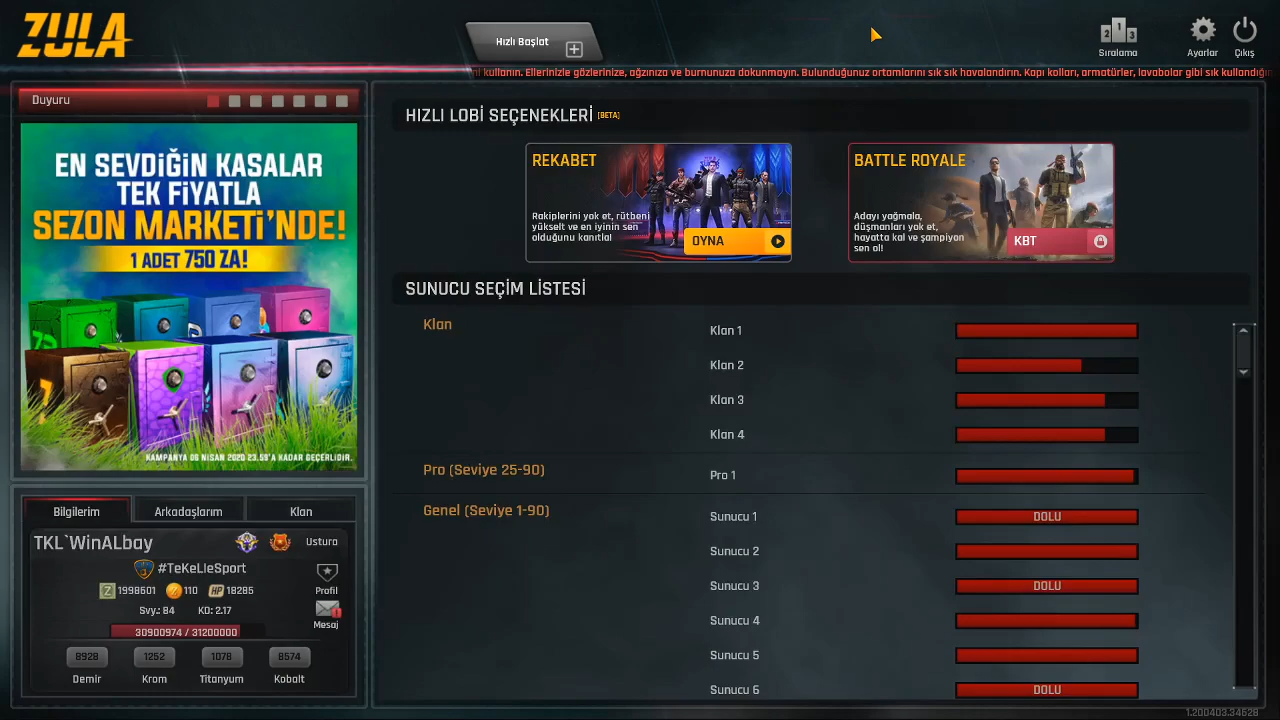 ZULA
Hızlı Başlat
Sıralama
Ayarlar
Çıkış
kullanın. Ellerinizle gözlerinize, ağzınıza ve burnunuza dokunmayın. Bulunduğunuz ortamlarını sık sık havalandırın. Kapı kolları, armatürler, lavabolar gibi sık
Duyuru
EN SEVDİĞİN KASALAR
TEK FİYATLA
SEZON MARKETİ'NDE!
1 ADET 750 ZA!
KAMPANYA 06 NİSAN 2020 23.59'A KADAR GEÇERLİDİR.
HIZLI LOBİ SEÇENEKLERİ [BETA]
REKABET
Rakiplerini yok et, rütbeni
yükselt ve en iyinin sen
olduğunu kanıtla!
OYNA
BATTLE ROYALE
Adayı yağmala,
düşmanları yok et,
hayatta kal ve şampiyon
sen ol!
KBT
SUNUCU SEÇİM LİSTESİ
Klan
Klan 1
Klan 2
Klan 3
Klan 4
Pro (Seviye 25-90)
Pro 1
Genel (Seviye 1-90)
Sunucu 1 DOLU
Sunucu 2
Sunucu 3 DOLU
Sunucu 4
Sunucu 5
Sunucu 6 DOLU
Bilgilerim Arkadaşlarım Klan
TKL`WinALbay Ustura
#TeKeLIeSport
1998601 110 HP 18285
Profil
Svy.: 84 KD: 2.17
Mesaj
30900974 / 31200000
8928 1252 1078 8574
Demir Krom Titanyum Kobalt
1.200403.34628